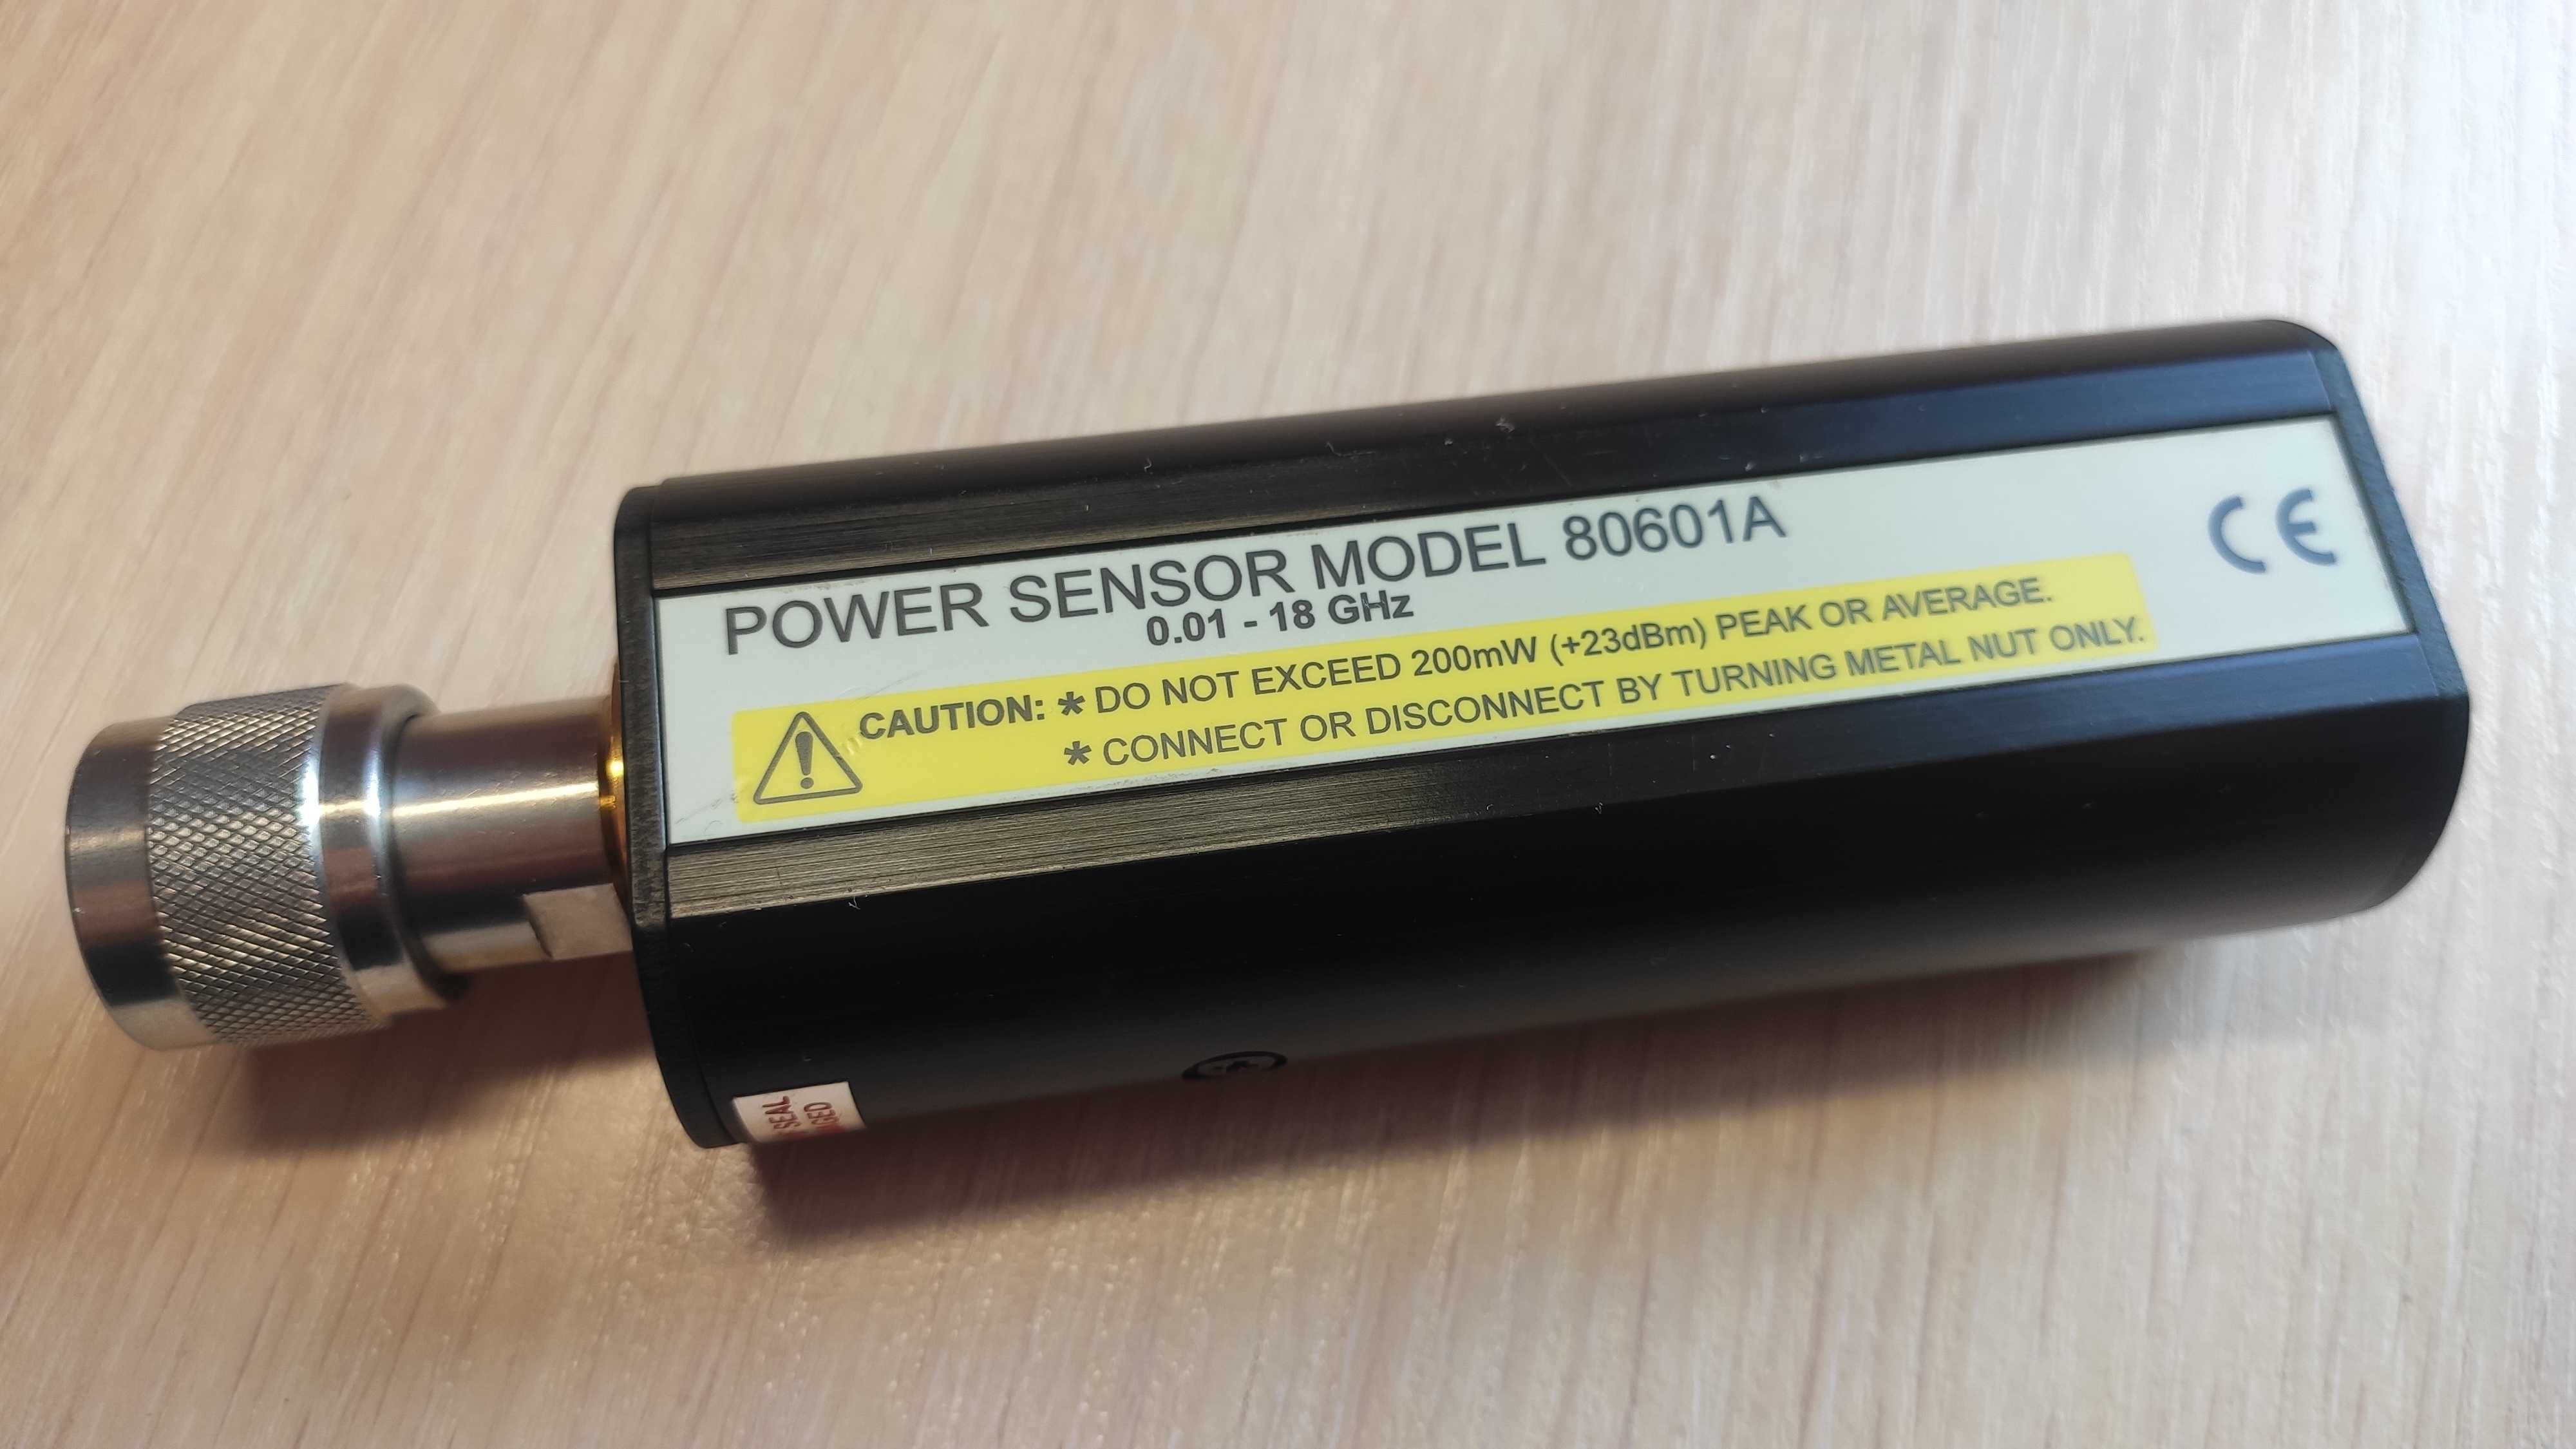 POWER SENSOR MODEL 80601A
0.01 - 18 GHz
CE
CAUTION: * DO NOT EXCEED 200mW (+23dBm) PEAK OR AVERAGE.
* CONNECT OR DISCONNECT BY TURNING METAL NUT ONLY.
SEAL